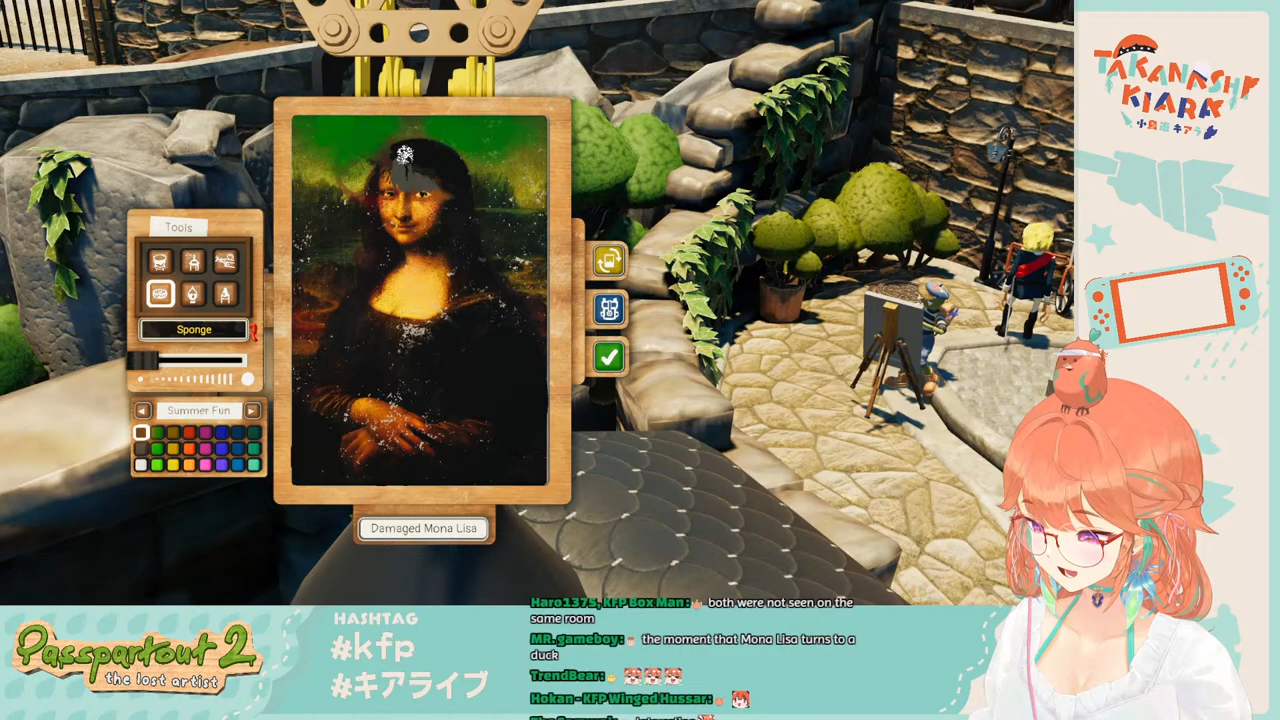 TAKANASHI
KIARA
小鳥遊キアラ
Tools
Sponge
Summer Fun
Damaged Mona Lisa
Passpartout 2
the lost artist
HASHTAG
#kfp
#キアライブ
Haro1375, KFP Box Man: both were not seen on the
same room
MR. gameboy: the moment that Mona Lisa turns to a
duck
TrendBear:
Hokan - KFP Winged Hussar: